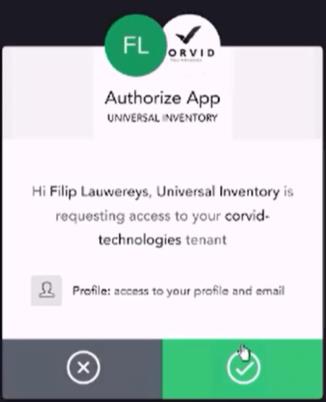 FL
ORVID
Authorize App
UNIVERSAL INVENTORY
Hi Filip Lauwereys, Universal Inventory is
requesting access to your corvid-
technologies tenant
Profile: access to your profile and email